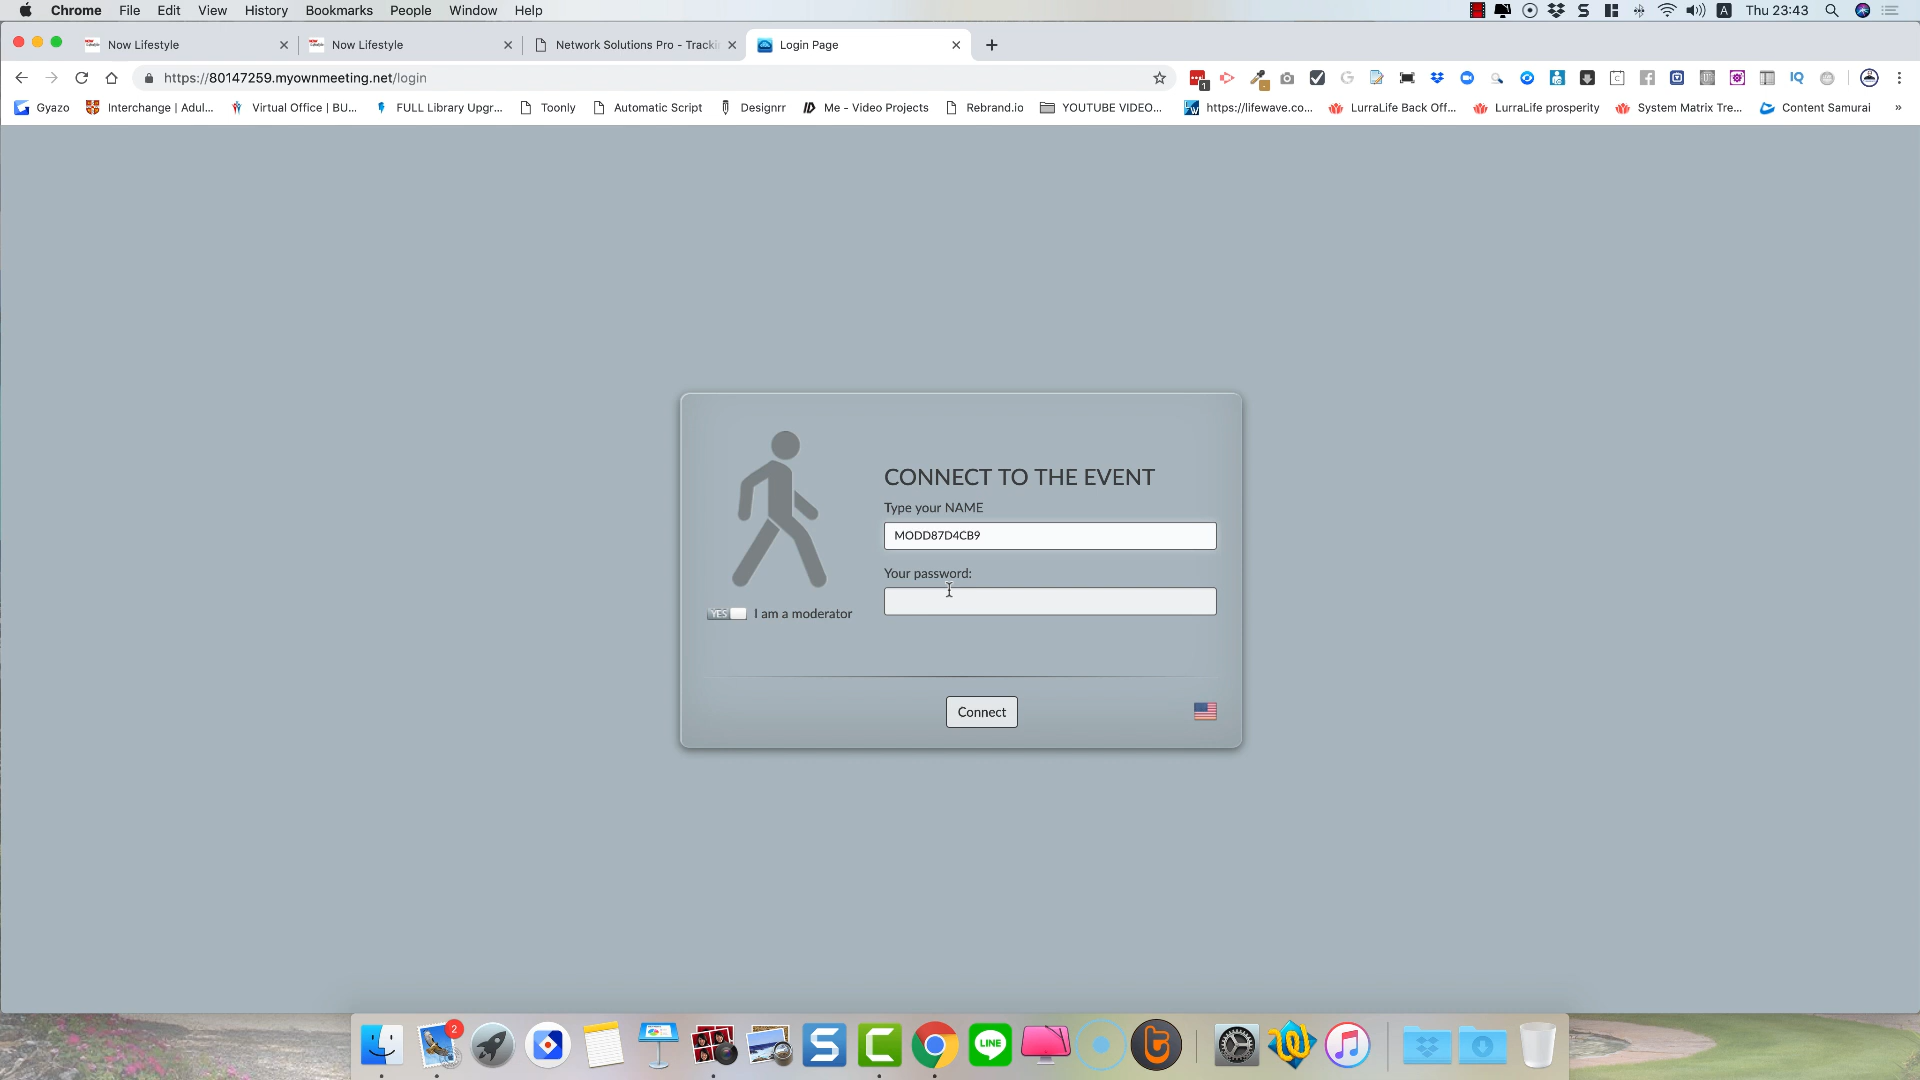 Chrome File Edit View History Bookmarks People Window Help A Thu 23:43
Now Lifestyle Now Lifestyle Network Solutions Pro - Tracki Login Page
https://80147259.myownmeeting.net/login
Gyazo Interchange | Adul... Virtual Office | BU... FULL Library Upgr... Toonly Automatic Script Designrr Me - Video Projects Rebrand.io YOUTUBE VIDEO... https://lifewave.co... LurraLife Back Off... LurraLife prosperity System Matrix Tre... Content Samurai »
CONNECT TO THE EVENT
Type your NAME
MODD87D4CB9
Your password:
YES I am a moderator
Connect
2
LINE